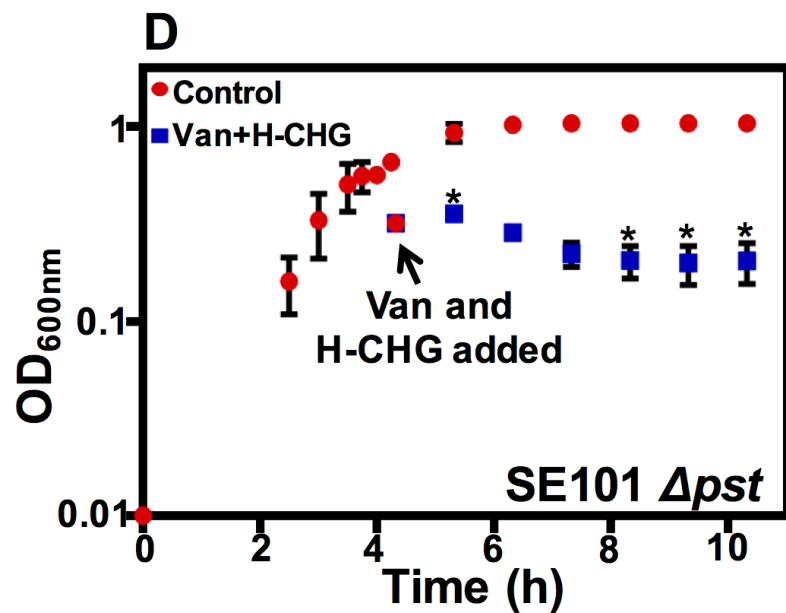 D
Control
Van+H-CHG
1
*
* * *
Van and
H-CHG added
0.1
OD600nm
SE101 Δpst
0.01
0 2 4 6 8 10
Time (h)